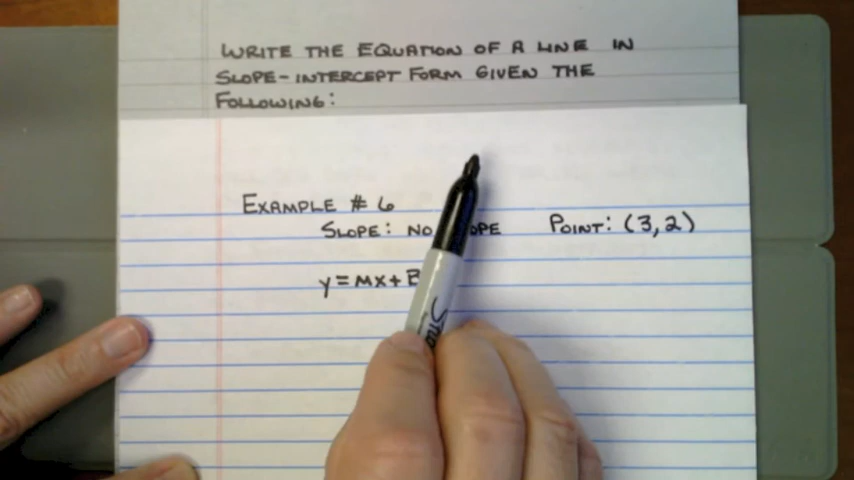 WRITE THE EQUATION OF A LINE IN
SLOPE-INTERCEPT FORM GIVEN THE
FOLLOWING:
EXAMPLE # 6
SLOPE: NO OPE POINT: (3,2)
y=mx+B